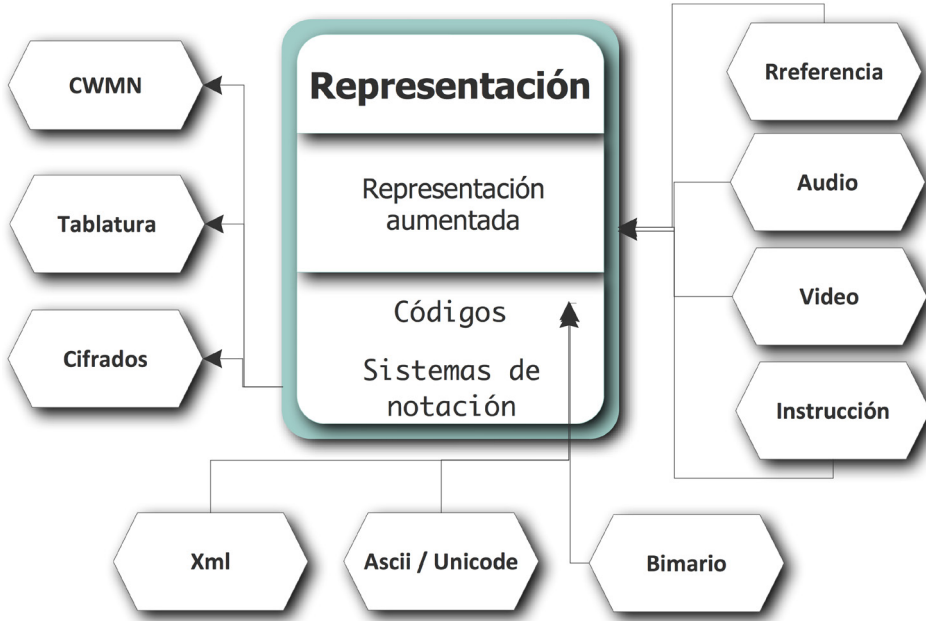 CWMN
Tablatura
Cifrados
Representación
Representación
aumentada
Códigos
Sistemas de
notación
Rreferencia
Audio
Video
Instrucción
Xml
Ascii / Unicode
Bimario